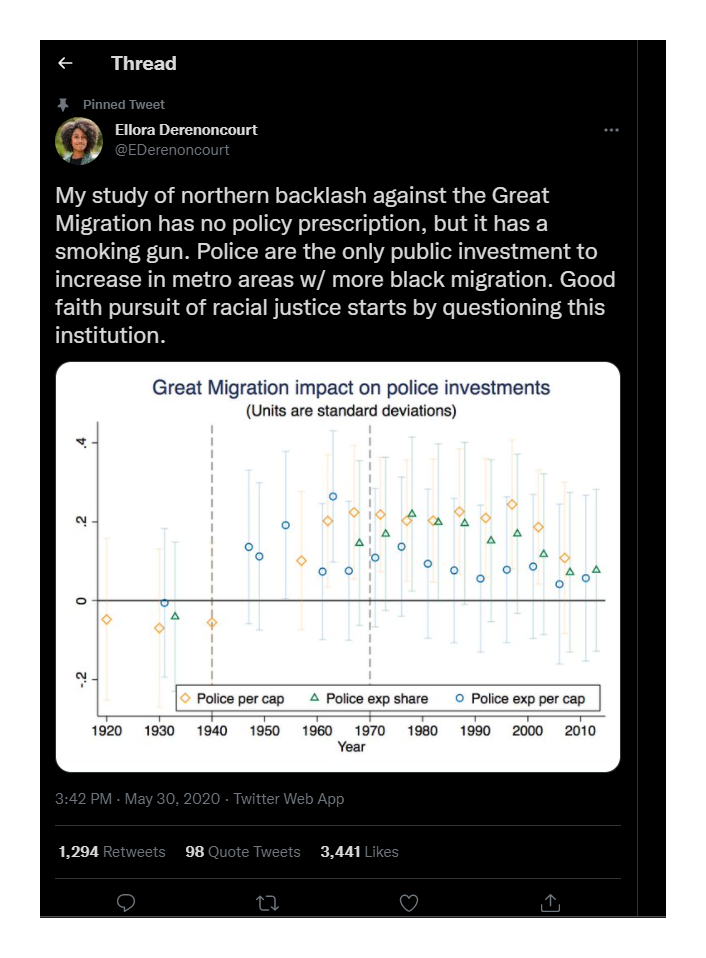 Thread
Pinned Tweet
Ellora Derenoncourt
@EDerenoncourt
My study of northern backlash against the Great
Migration has no policy prescription, but it has a
smoking gun. Police are the only public investment to
increase in metro areas w/ more black migration. Good
faith pursuit of racial justice starts by questioning this
institution.
Great Migration impact on police investments
(Units are standard deviations)
.4
.2
0
-.2
Police per cap Police exp share Police exp per cap
1920 1930 1940 1950 1960 1970 1980 1990 2000 2010
Year
3:42 PM · May 30, 2020 · Twitter Web App
1,294 Retweets 98 Quote Tweets 3,441 Likes